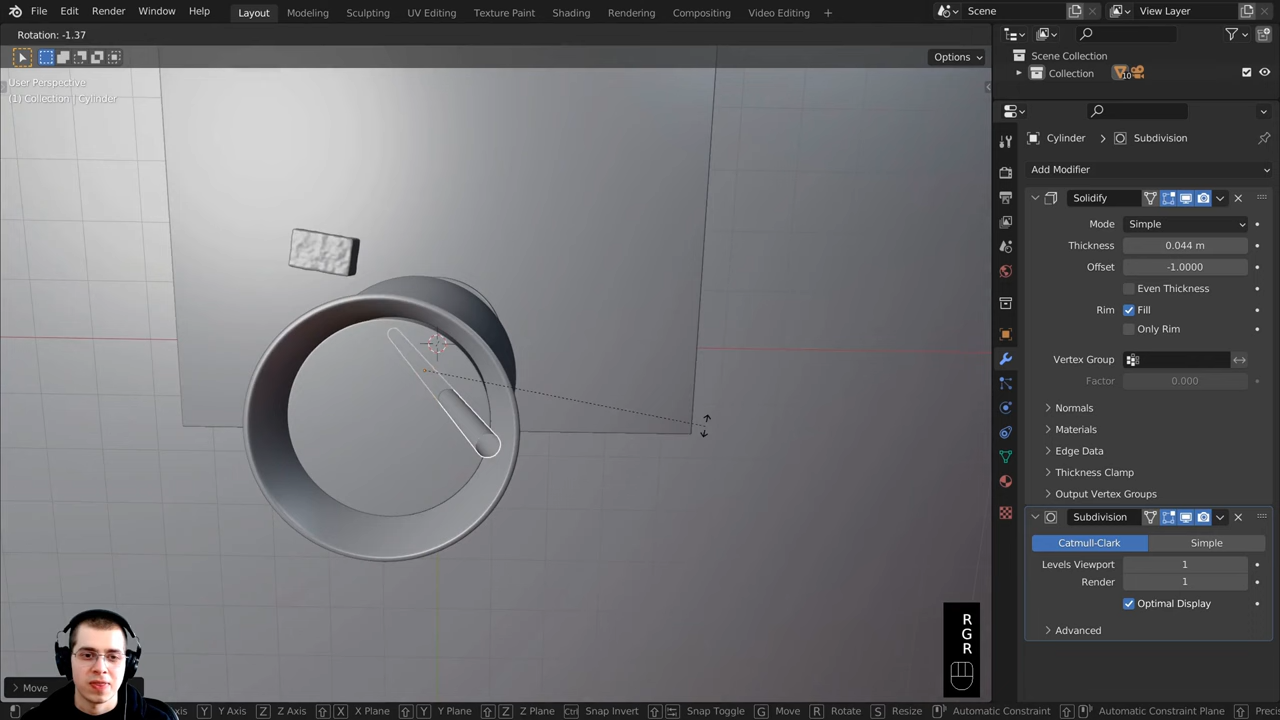 File Edit Render Window Help Layout Modeling Sculpting UV Editing Texture Paint Shading Rendering Compositing Video Editing + Scene View Layer
Rotation: -1.37
Options
User Perspective
(1) Collection | Cylinder
Scene Collection
Collection 10
Cylinder > Subdivision
Add Modifier
Solidify
Mode Simple
Thickness 0.044 m
Offset -1.0000
Even Thickness
Rim Fill
Only Rim
Vertex Group
Factor 0.000
Normals
Materials
Edge Data
Thickness Clamp
Output Vertex Groups
Subdivision
Catmull-Clark Simple
Levels Viewport 1
Render 1
Optimal Display
Advanced
R
G
R
Move
Y Y Axis Z Z Axis X X Plane Y Y Plane Z Z Plane Ctrl Snap Invert Snap Toggle G Move R Rotate S Resize Automatic Constraint Automatic Constraint Plane